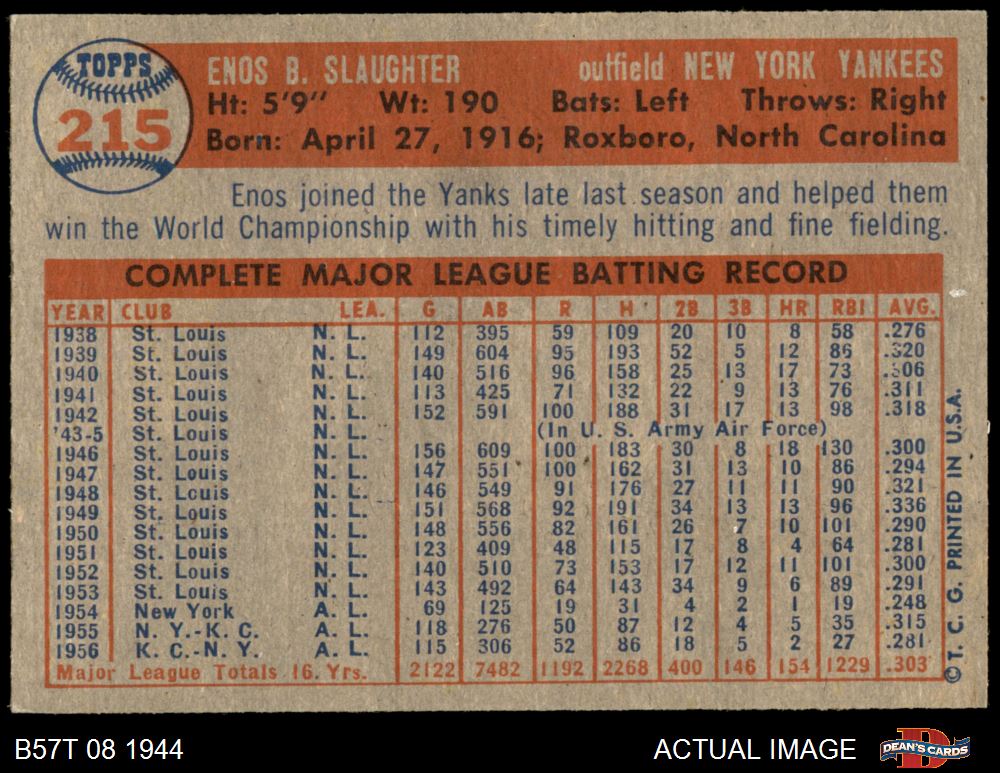 TOPPS
215
ENOS B. SLAUGHTER outfield NEW YORK YANKEES
Ht: 5'9" Wt: 190 Bats: Left Throws: Right
Born: April 27, 1916; Roxboro, North Carolina
Enos joined the Yanks late last season and helped them
win the World Championship with his timely hitting and fine fielding.
COMPLETE MAJOR LEAGUE BATTING RECORD
YEAR CLUB LEA. G AB R H 2B 3B HR RBI AVG.
1938 St. Louis N. L. 112 395 59 109 20 10 8 58 .276
1939 St. Louis N. L. 149 604 95 193 52 5 12 86 .320
1940 St. Louis N. L. 140 516 96 158 25 13 17 73 .306
1941 St. Louis N. L. 113 425 71 132 22 9 13 76 .311
1942 St. Louis N. L. 152 591 100 188 31 17 13 98 .318
'43-5 St. Louis N. L. (In U. S. Army Air Force)
1946 St. Louis N. L. 156 609 100 183 30 8 18 130 .300
1947 St. Louis N. L. 147 551 100 162 31 13 10 86 .294
1948 St. Louis N. L. 146 549 91 176 27 11 11 90 .321
1949 St. Louis N. L. 151 568 92 191 34 13 13 96 .336
1950 St. Louis N. L. 148 556 82 161 26 7 10 101 .290
1951 St. Louis N. L. 123 409 48 115 17 8 4 64 .281
1952 St. Louis N. L. 140 510 73 153 17 12 11 101 .300
1953 St. Louis N. L. 143 492 64 143 34 9 6 89 .291
1954 New York A. L. 69 125 19 31 4 2 1 19 .248
1955 N. Y.-K. C. A. L. 118 276 50 87 12 4 5 35 .315
1956 K. C.-N. Y. A. L. 115 306 52 86 18 5 2 27 .281
Major League Totals 16 Yrs. 2122 7482 1192 2268 400 146 154 1229 .303
©T. C. G. PRINTED IN U.S.A.
B57T 08 1944 ACTUAL IMAGE DEAN'S CARDS